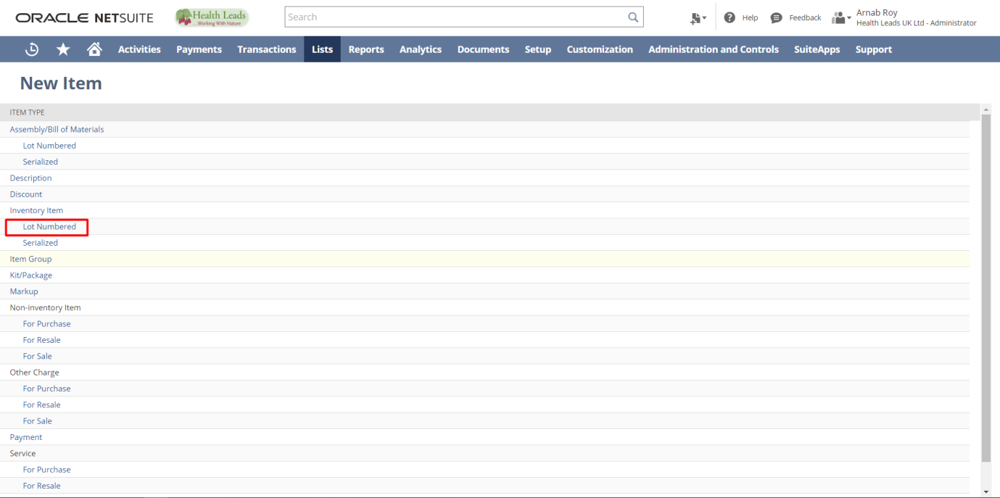 ORACLE NETSUITE
Health Leads
...Working With Nature
Search
Help
Feedback
Arnab Roy
Health Leads UK Ltd - Administrator
Activities Payments Transactions Lists Reports Analytics Documents Setup Customization Administration and Controls SuiteApps Support
New Item
ITEM TYPE
Assembly/Bill of Materials
Lot Numbered
Serialized
Description
Discount
Inventory Item
Lot Numbered
Serialized
Item Group
Kit/Package
Markup
Non-inventory Item
For Purchase
For Resale
For Sale
Other Charge
For Purchase
For Resale
For Sale
Payment
Service
For Purchase
For Resale